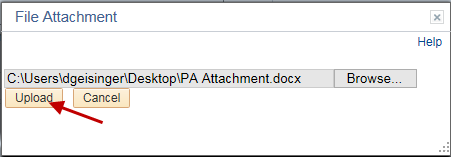 File Attachment
Help
C:\Users\dgeisinger\Desktop\PA Attachment.docx Browse...
Upload Cancel